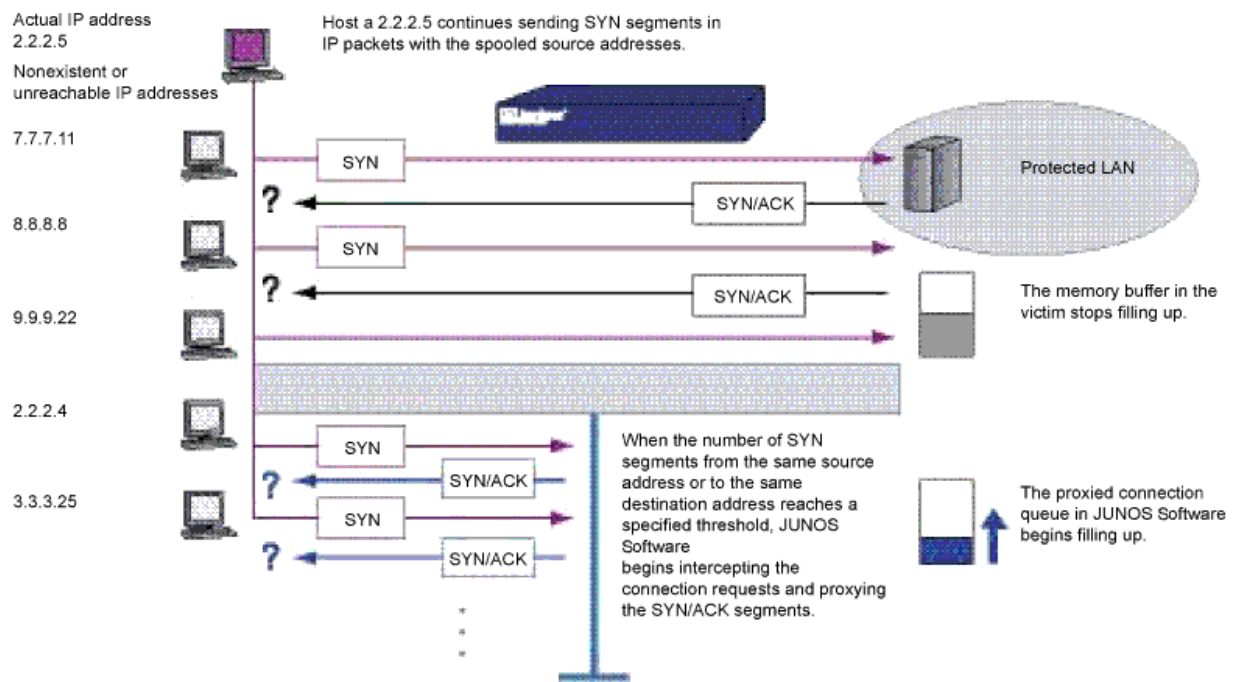 Actual IP address
2.2.2.5
Host a 2.2.2.5 continues sending SYN segments in
IP packets with the spooled source addresses.
Nonexistent or
unreachable IP addresses
7.7.7.11
SYN
Protected LAN
?
SYN/ACK
8.8.8.8
SYN
?
SYN/ACK
The memory buffer in the
victim stops filling up.
9.9.9.22
2.2.2.4
SYN
When the number of SYN
segments from the same source
address or to the same
destination address reaches a
specified threshold, JUNOS
Software
begins intercepting the
connection requests and proxying
the SYN/ACK segments.
?
SYN/ACK
3.3.3.25
SYN
The proxied connection
queue in JUNOS Software
begins filling up.
?
SYN/ACK